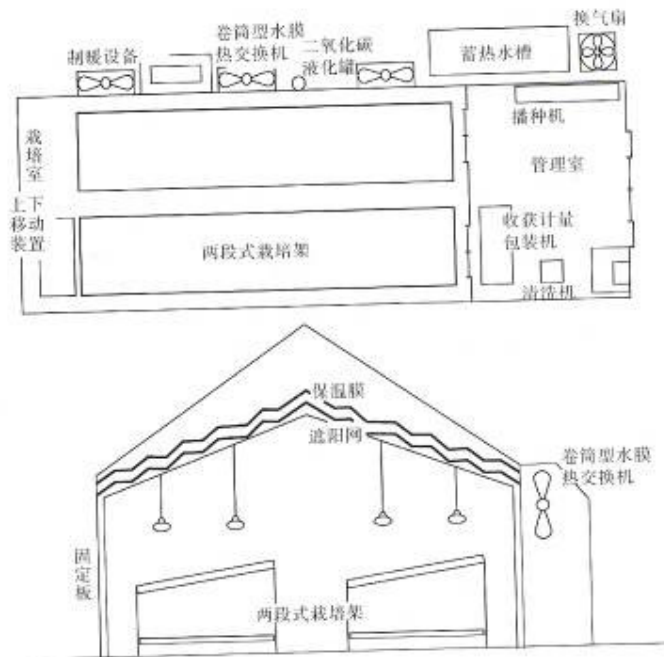 换气扇
卷筒型水膜
热交换机
二氧化碳
液化罐
制暖设备
蓄热水槽
播种机
栽培室
管理室
上下
移动
装置
收获计量
包装机
两段式栽培架
清洗机
保温膜
遮阳网
卷筒型水膜
热交换机
固定板
两段式栽培架